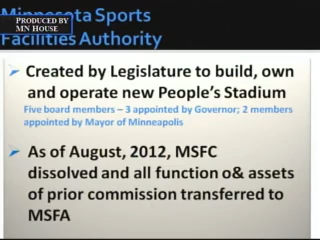 Minnesota Sports
PRODUCED BY
MN HOUSE
Facilities Authority
Created by Legislature to build, own
and operate new People's Stadium
Five board members – 3 appointed by Governor; 2 members
appointed by Mayor of Minneapolis
As of August, 2012, MSFC
dissolved and all function o& assets
of prior commission transferred to
MSFA